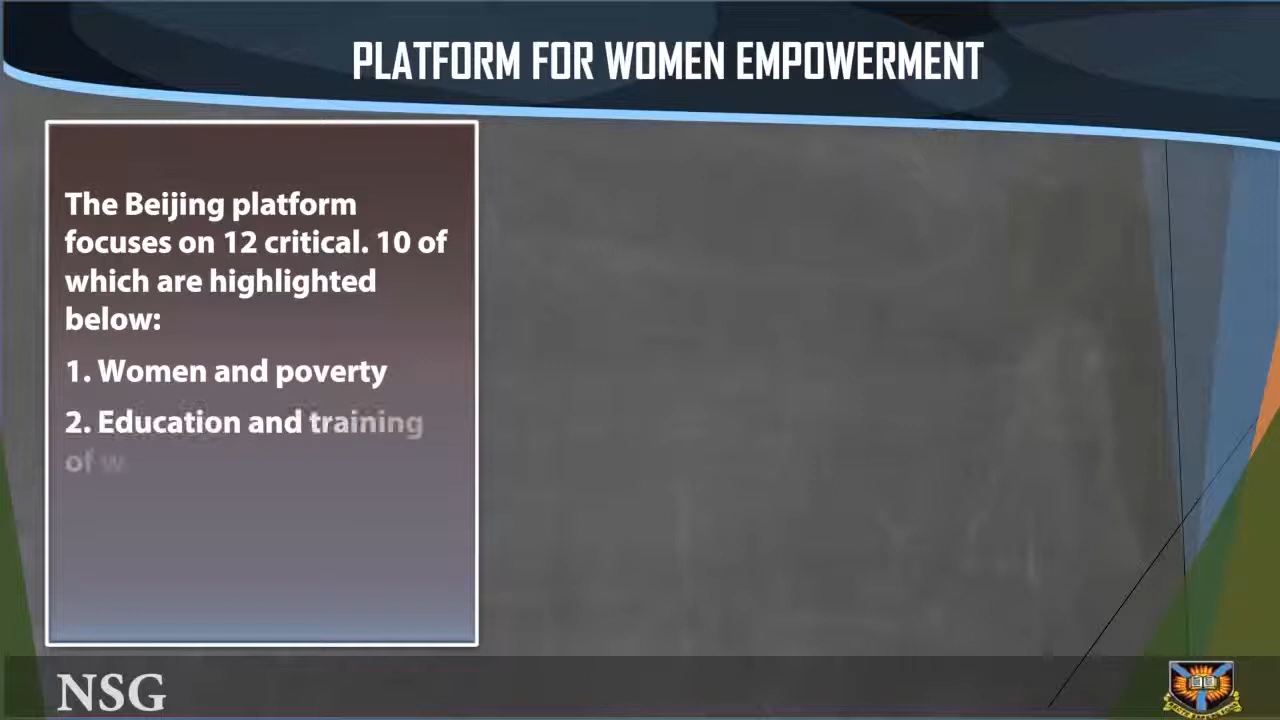 PLATFORM FOR WOMEN EMPOWERMENT
The Beijing platform
focuses on 12 critical. 10 of
which are highlighted
below:
1. Women and poverty
2. Education and training
of w
NSG